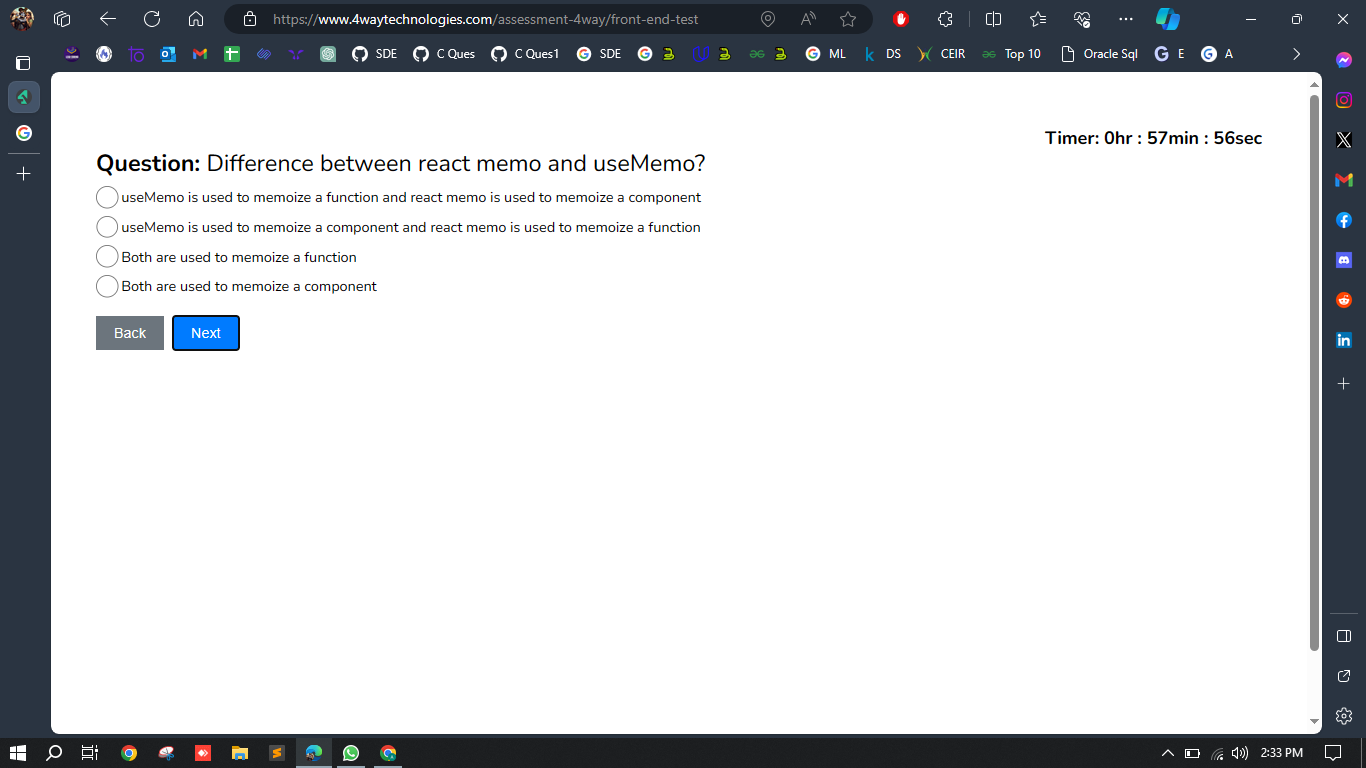 https://www.4waytechnologies.com/assessment-4way/front-end-test
SDE
C Ques
C Ques1
SDE
ML
DS
CEIR
Top 10
Oracle Sql
E
A
Timer: 0hr : 57min : 56sec
Question: Difference between react memo and useMemo?
useMemo is used to memoize a function and react memo is used to memoize a component
useMemo is used to memoize a component and react memo is used to memoize a function
Both are used to memoize a function
Both are used to memoize a component
Back
Next
2:33 PM